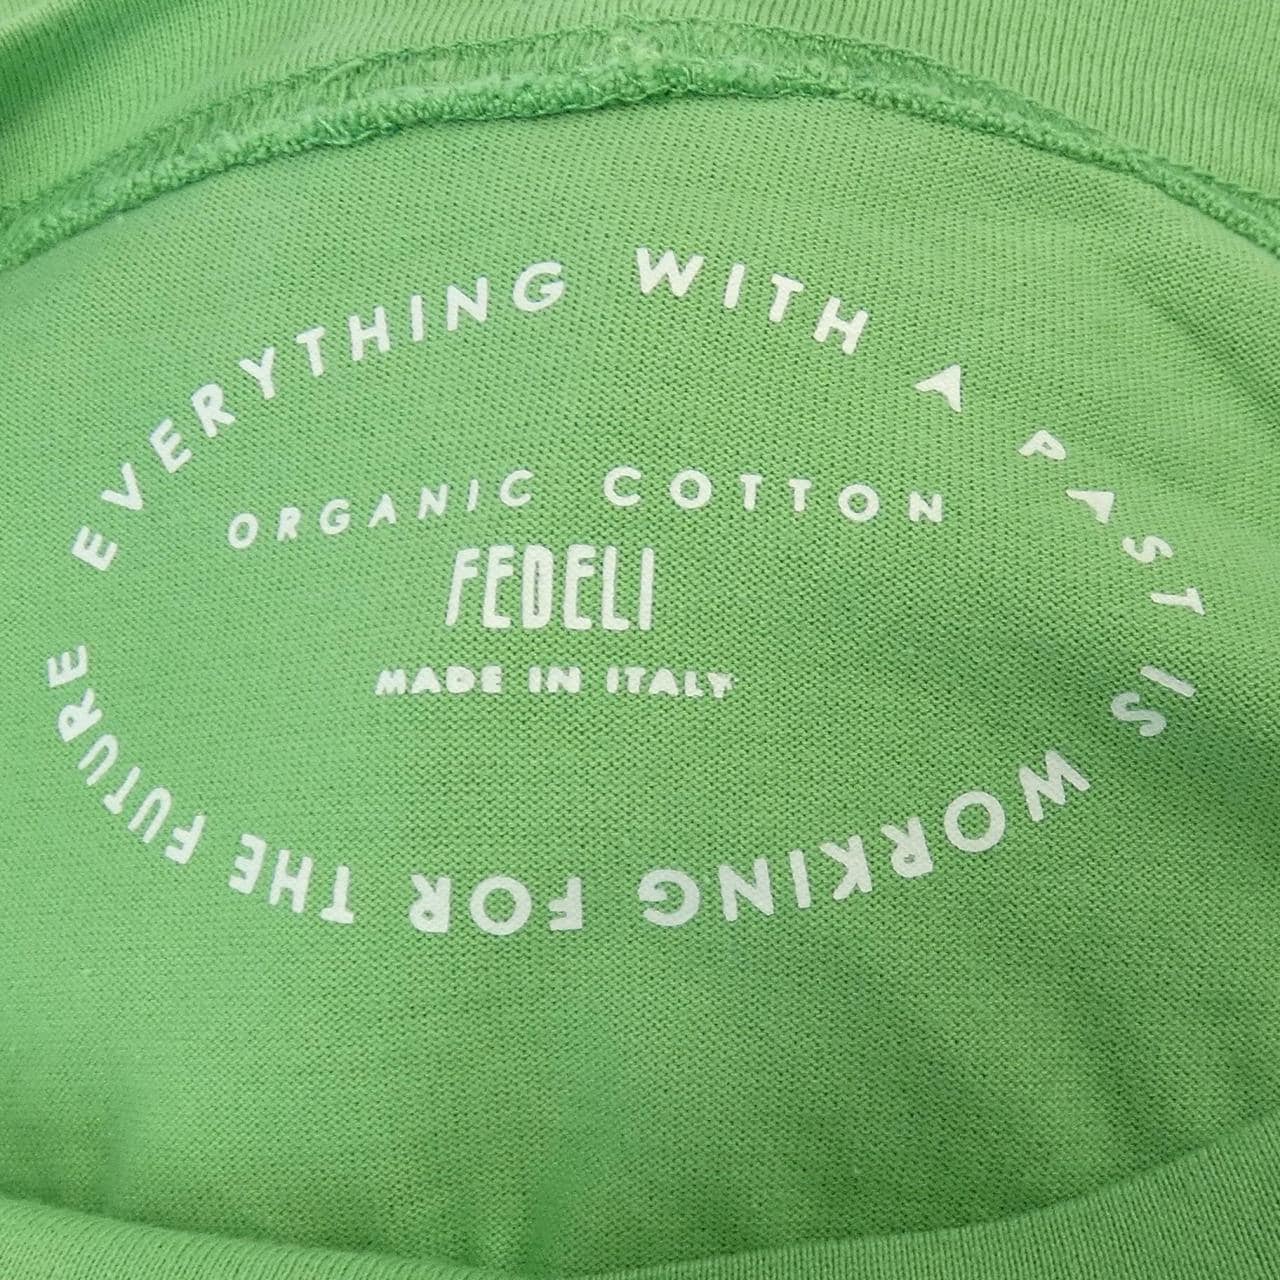 EVERYTHING WITH A PAST IS WORKING FOR THE FUTURE
ORGANIC COTTON
FEDELI
MADE IN ITALY